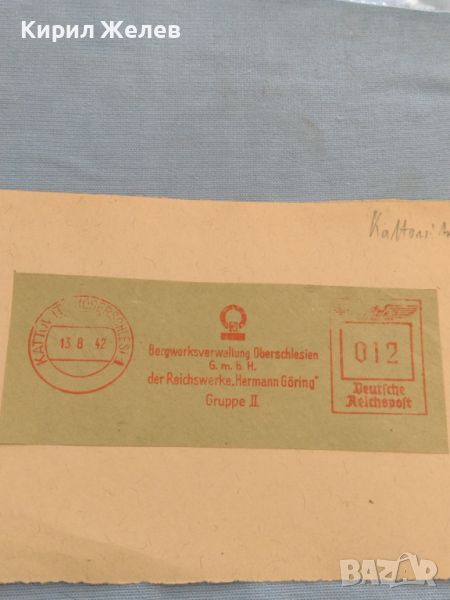 Кирил Желев
KATTOWITZ (OBERSCHLES) 1
13.8.42
Bergwerksverwaltung Oberschlesien
G. m. b. H.
der Reichswerke „Hermann Göring"
Gruppe II
012
Deutsche
Reichspost
BAZAR